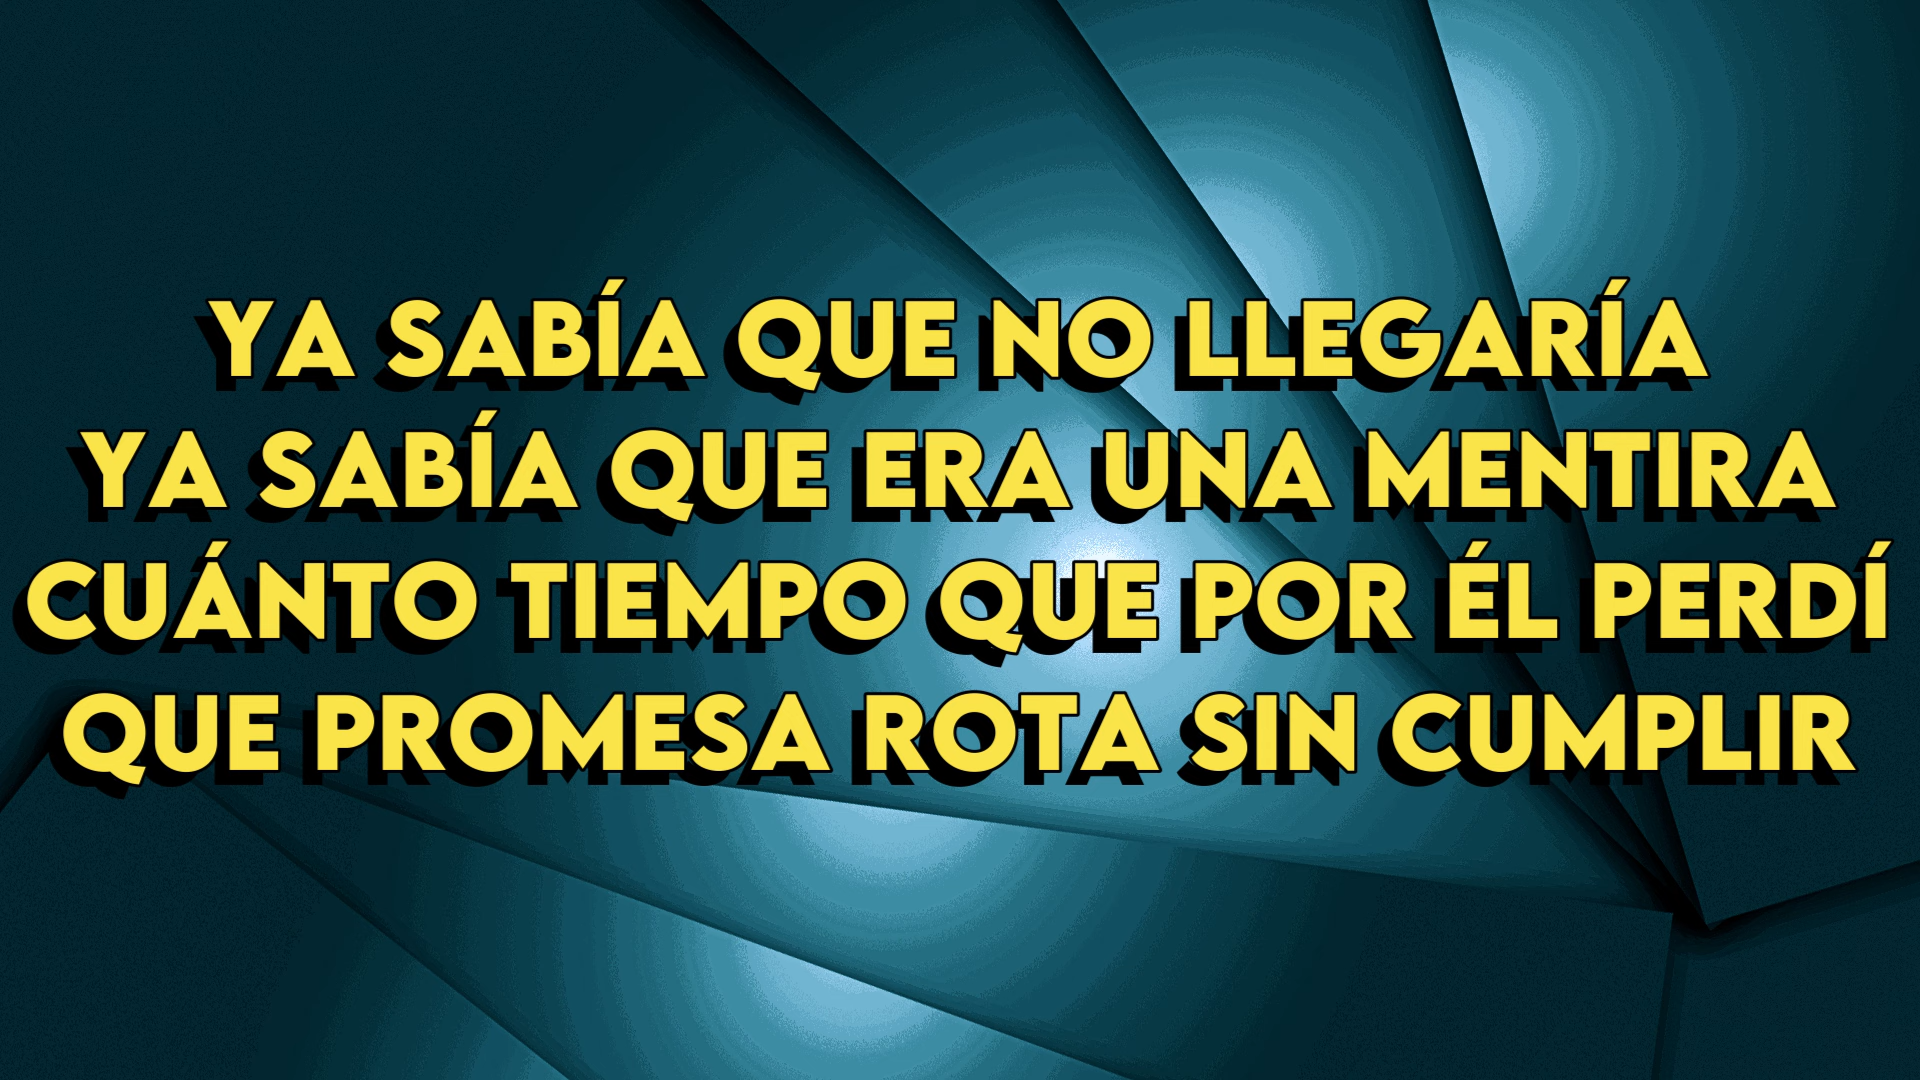 YA SABÍA QUE NO LLEGARÍA
YA SABÍA QUE ERA UNA MENTIRA
CUÁNTO TIEMPO QUE POR ÉL PERDÍ
QUE PROMESA ROTA SIN CUMPLIR